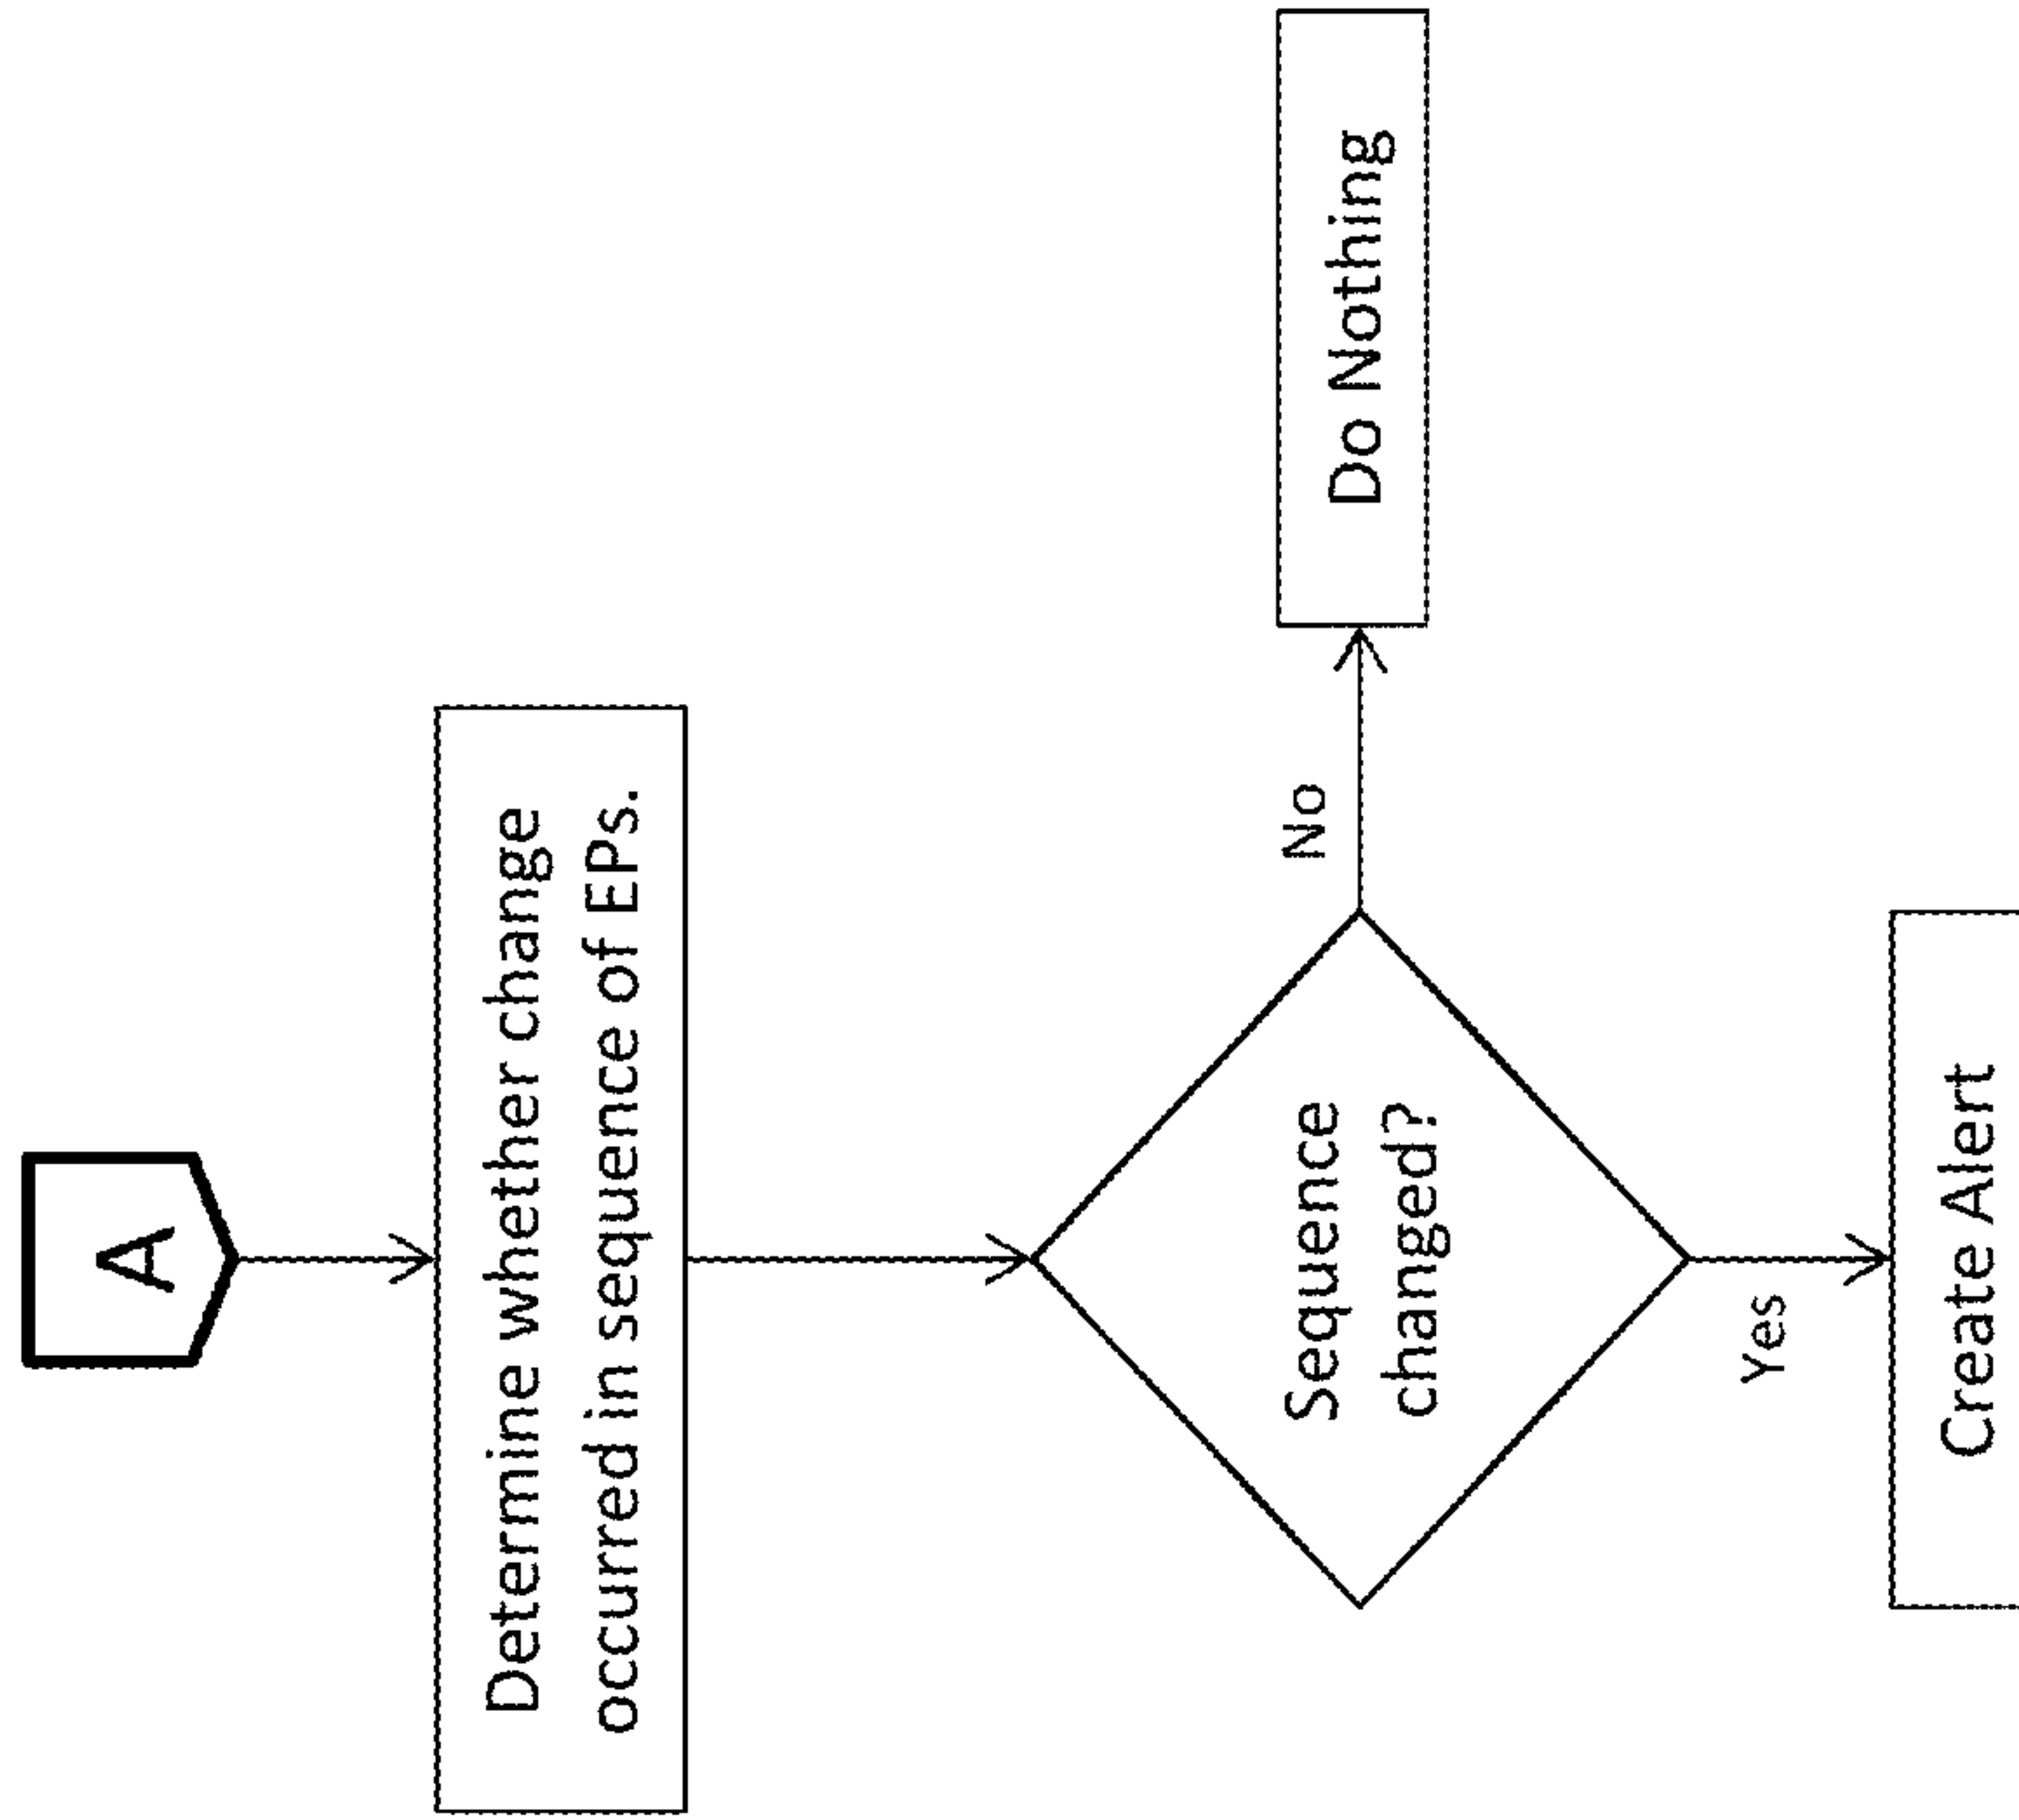 A
Determine whether change
occurred in sequence of EPs.
Sequence
changed?
No
Do Nothing
Yes
Create Alert